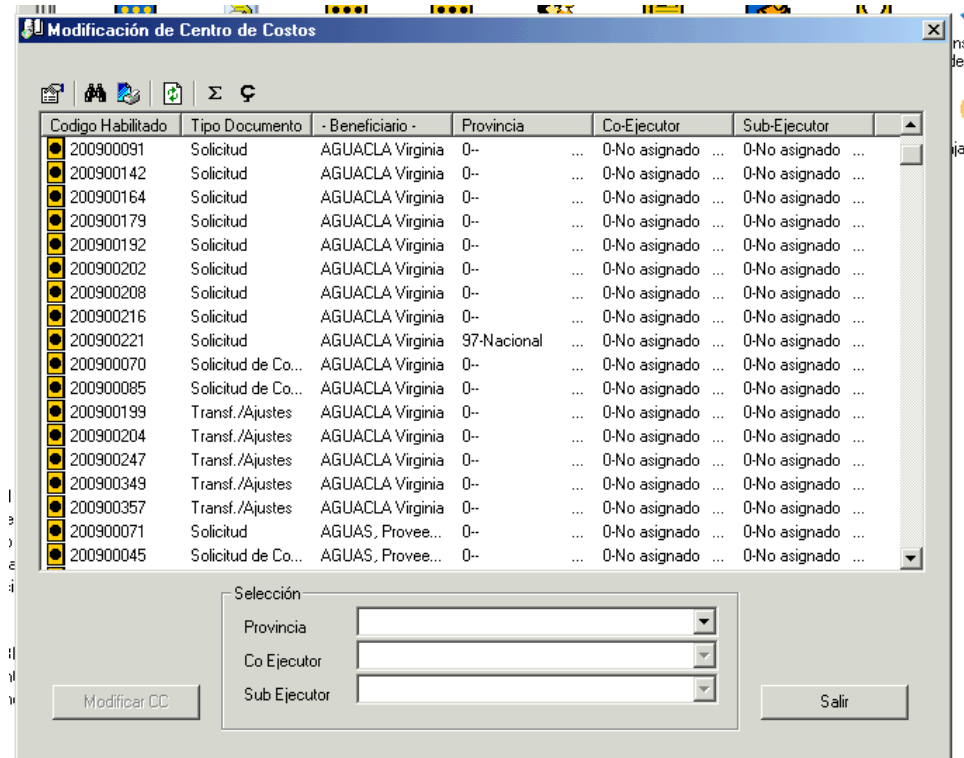 Modificación de Centro de Costos
Σ Ç
Codigo Habilitado Tipo Documento - Beneficiario - Provincia Co-Ejecutor Sub-Ejecutor
200900091 Solicitud AGUACLA Virginia 0-- ... 0-No asignado ... 0-No asignado ...
200900142 Solicitud AGUACLA Virginia 0-- ... 0-No asignado ... 0-No asignado ...
200900164 Solicitud AGUACLA Virginia 0-- ... 0-No asignado ... 0-No asignado ...
200900179 Solicitud AGUACLA Virginia 0-- ... 0-No asignado ... 0-No asignado ...
200900192 Solicitud AGUACLA Virginia 0-- ... 0-No asignado ... 0-No asignado ...
200900202 Solicitud AGUACLA Virginia 0-- ... 0-No asignado ... 0-No asignado ...
200900208 Solicitud AGUACLA Virginia 0-- ... 0-No asignado ... 0-No asignado ...
200900216 Solicitud AGUACLA Virginia 0-- ... 0-No asignado ... 0-No asignado ...
200900221 Solicitud AGUACLA Virginia 97-Nacional ... 0-No asignado ... 0-No asignado ...
200900070 Solicitud de Co... AGUACLA Virginia 0-- ... 0-No asignado ... 0-No asignado ...
200900085 Solicitud de Co... AGUACLA Virginia 0-- ... 0-No asignado ... 0-No asignado ...
200900199 Transf./Ajustes AGUACLA Virginia 0-- ... 0-No asignado ... 0-No asignado ...
200900204 Transf./Ajustes AGUACLA Virginia 0-- ... 0-No asignado ... 0-No asignado ...
200900247 Transf./Ajustes AGUACLA Virginia 0-- ... 0-No asignado ... 0-No asignado ...
200900349 Transf./Ajustes AGUACLA Virginia 0-- ... 0-No asignado ... 0-No asignado ...
200900357 Transf./Ajustes AGUACLA Virginia 0-- ... 0-No asignado ... 0-No asignado ...
200900071 Solicitud AGUAS, Provee... 0-- ... 0-No asignado ... 0-No asignado ...
200900045 Solicitud de Co... AGUAS, Provee... 0-- ... 0-No asignado ... 0-No asignado ...
Selección
Provincia
Co Ejecutor
Sub Ejecutor
Modificar CC
Salir